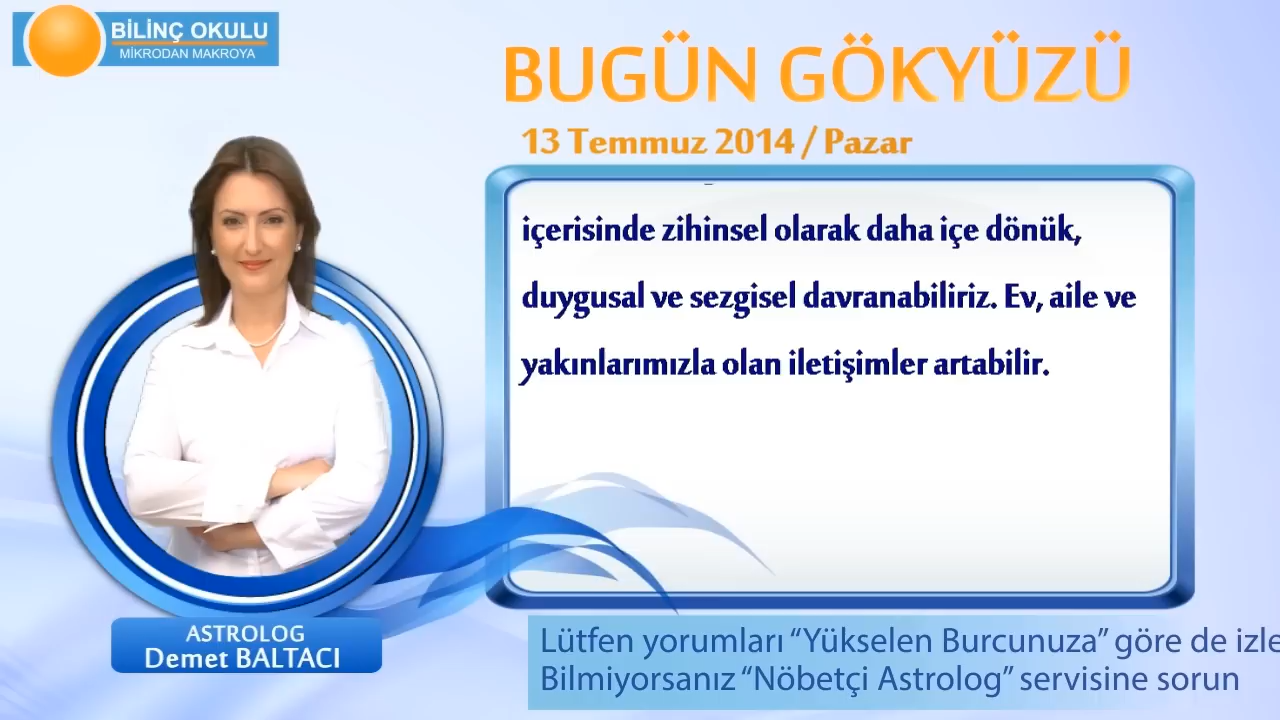 BİLİNÇ OKULU
MİKRODAN MAKROYA
BUGÜN GÖKYÜZÜ
13 Temmuz 2014 / Pazar
içerisinde zihinsel olarak daha içe dönük,
duygusal ve sezgisel davranabiliriz. Ev, aile ve
yakınlarımızla olan iletişimler artabilir.
ASTROLOG
Demet BALTACI
Lütfen yorumları “Yükselen Burcunuza” göre de izle
Bilmiyorsanız “Nöbetçi Astrolog” servisine sorun